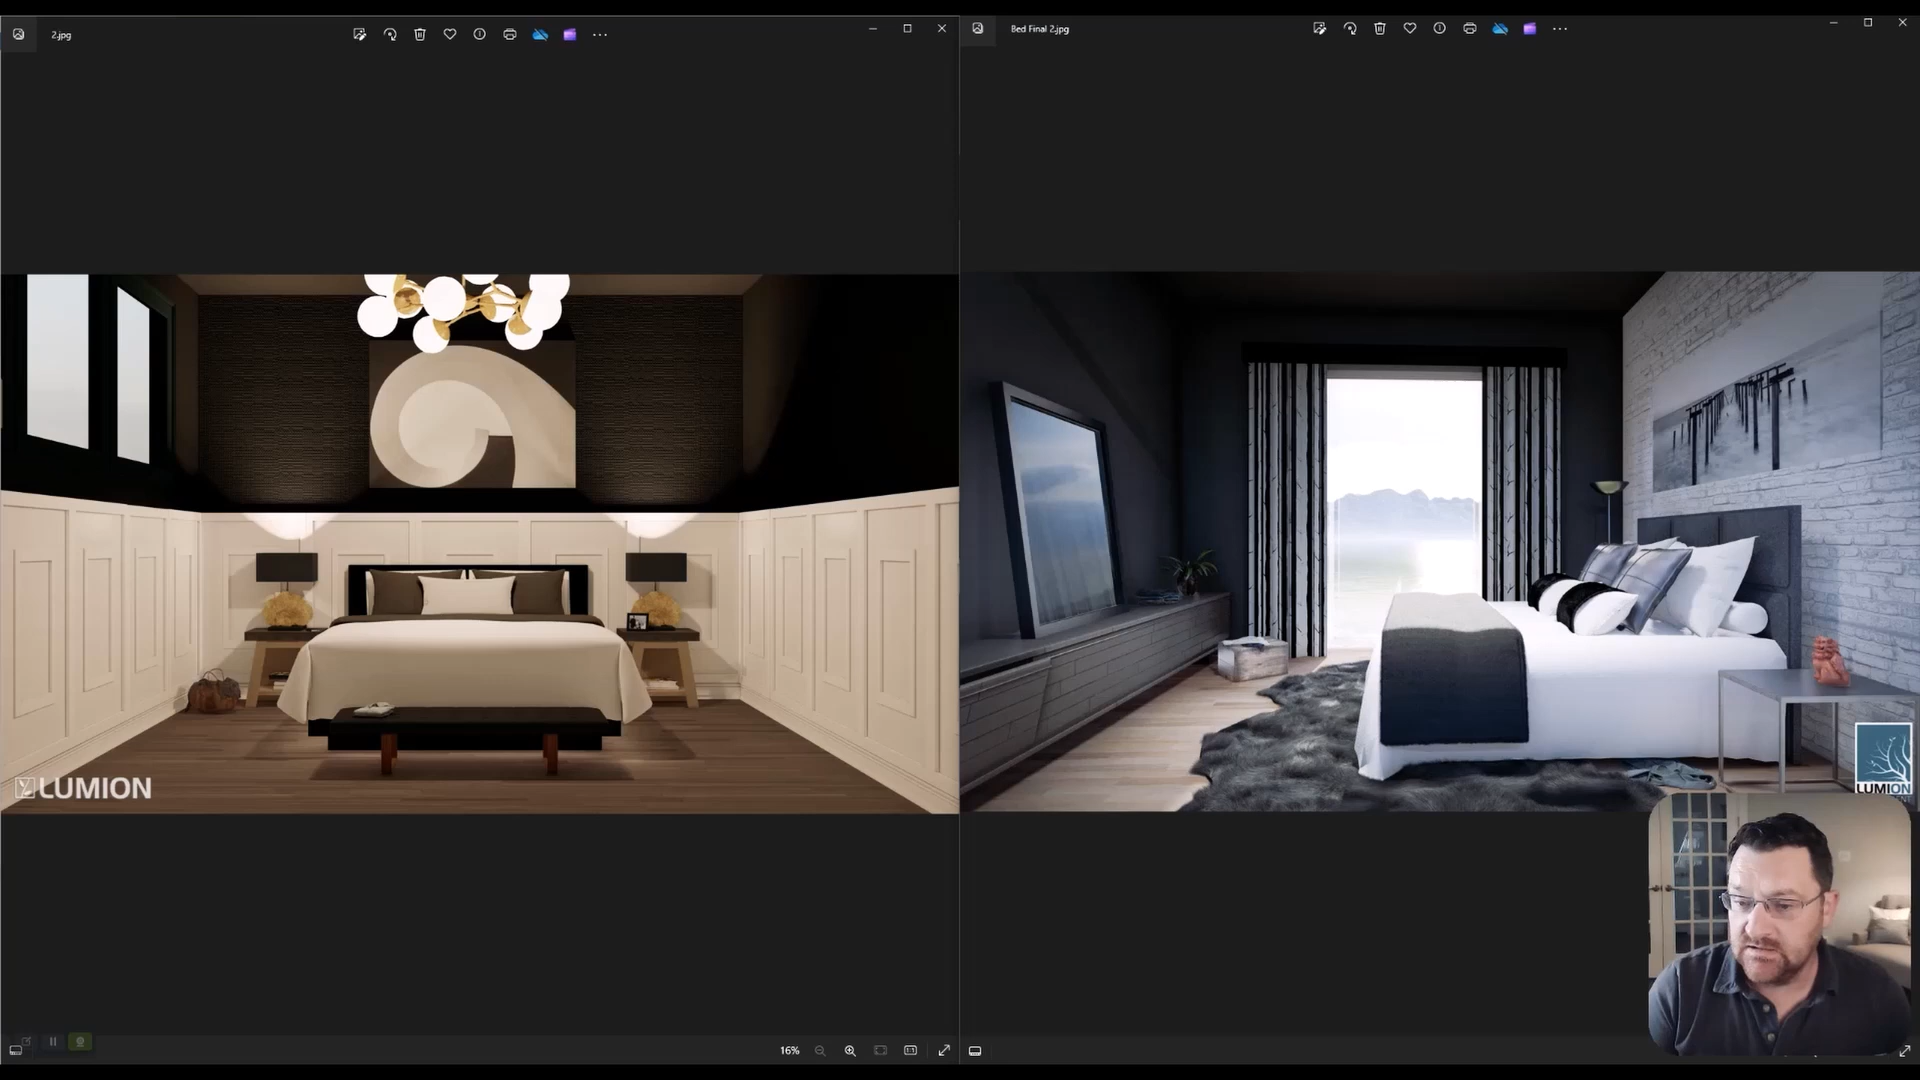 2.jpg
Bed Final 2.jpg
LUMION
LUMION
16%